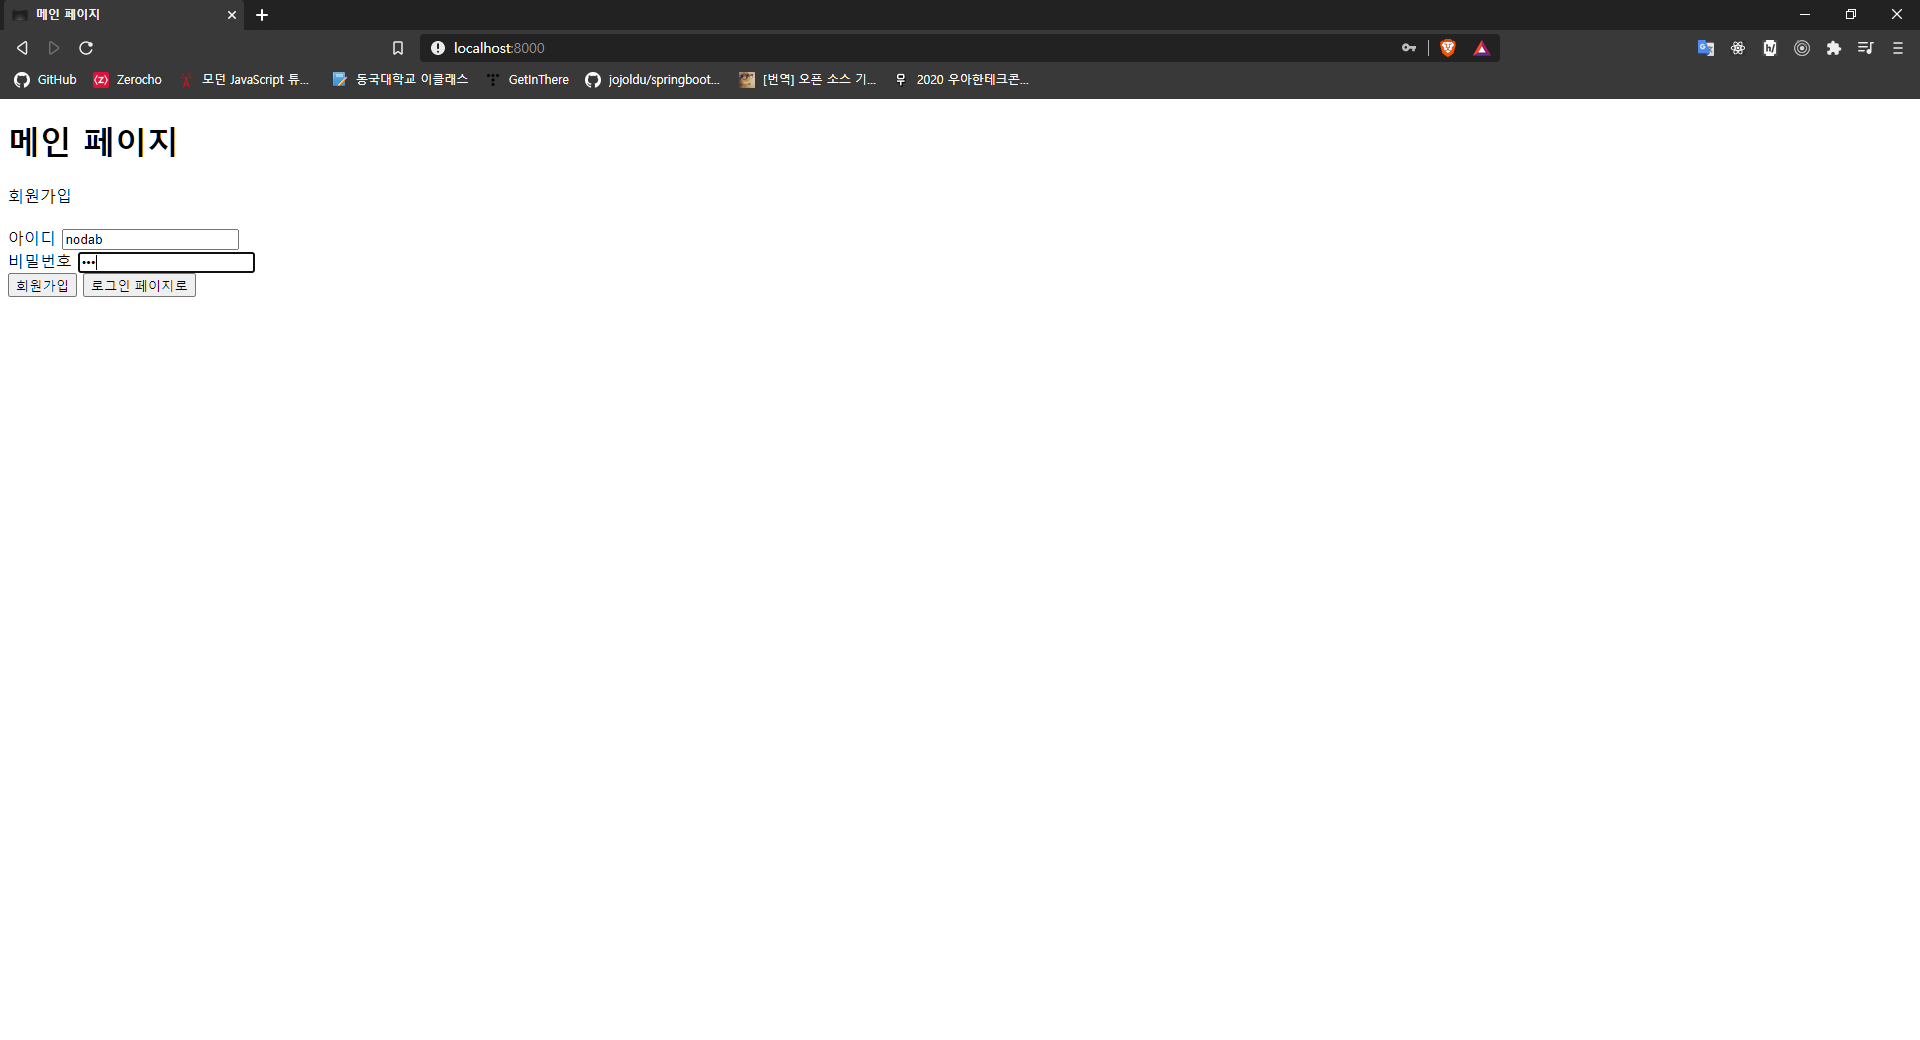 메인 페이지
localhost:8000
GitHub Zerocho 모던 JavaScript 튜... 동국대학교 이클래스 GetInThere jojoldu/springboot... [번역] 오픈 소스 기... 2020 우아한테크콘...
메인 페이지
회원가입
아이디 nodab
비밀번호 •••
회원가입 로그인 페이지로